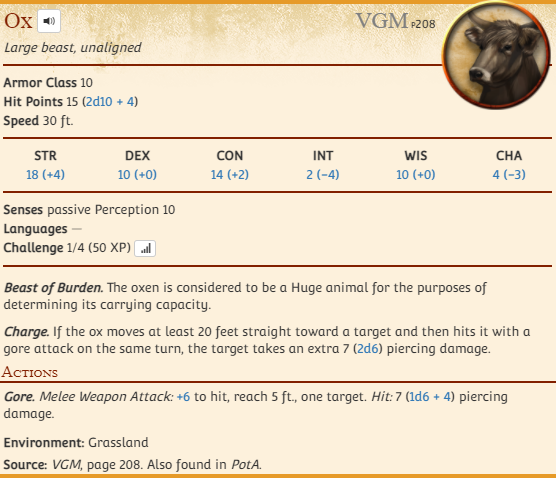 Ox
VGM P208
Large beast, unaligned
Armor Class 10
Hit Points 15 (2d10 + 4)
Speed 30 ft.
STR DEX CON INT WIS CHA
18 (+4) 10 (+0) 14 (+2) 2 (−4) 10 (+0) 4 (−3)
Senses passive Perception 10
Languages —
Challenge 1/4 (50 XP)
Beast of Burden. The oxen is considered to be a Huge animal for the purposes of
determining its carrying capacity.
Charge. If the ox moves at least 20 feet straight toward a target and then hits it with a
gore attack on the same turn, the target takes an extra 7 (2d6) piercing damage.
Actions
Gore. Melee Weapon Attack: +6 to hit, reach 5 ft., one target. Hit: 7 (1d6 + 4) piercing
damage.
Environment: Grassland
Source: VGM, page 208. Also found in PotA.